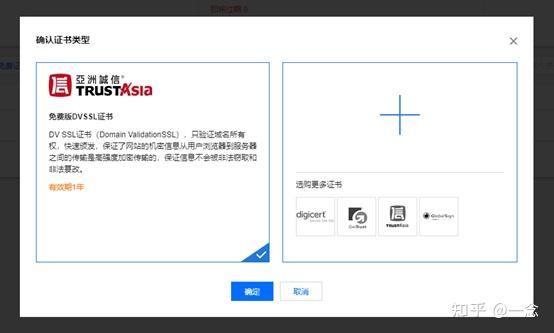 确认证书类型
亞洲誠信
TRUSTAsia
免费版DVSSL证书
DV SSL证书（Domain ValidationSSL），只验证域名所有
权，快速颁发，保证了网站的机密信息从用户浏览器到服务器
之间的传输是高强度加密传输的，保证信息不会被非法窃取和
非法篡改。
有效期1年
选购更多证书
digicert
GeoTrust
TRUSTAsia
GlobalSign
确定
取消
知乎 @一念